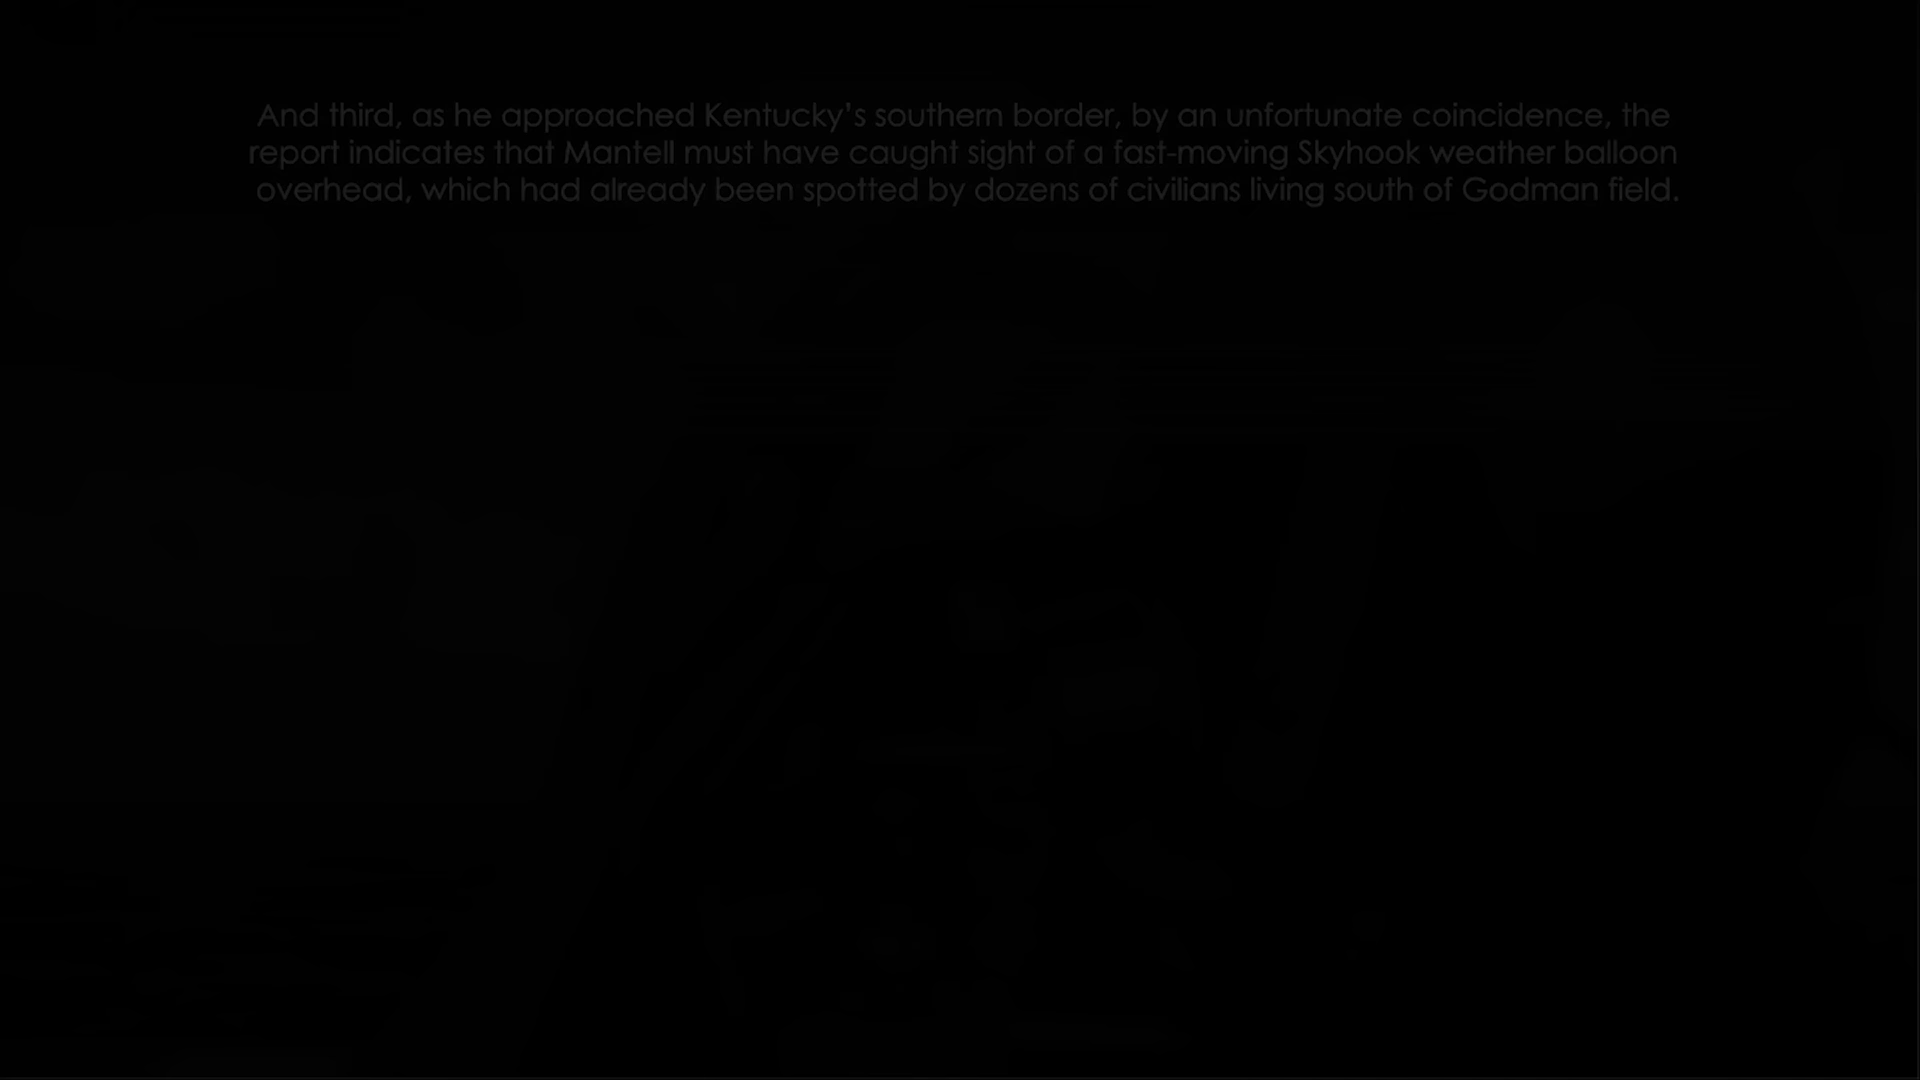 And third, as he approached Kentucky’s southern border, by an unfortunate coincidence, the
report indicates that Mantell must have caught sight of a fast-moving Skyhook weather balloon
overhead, which had already been spotted by dozens of civilians living south of Godman field.